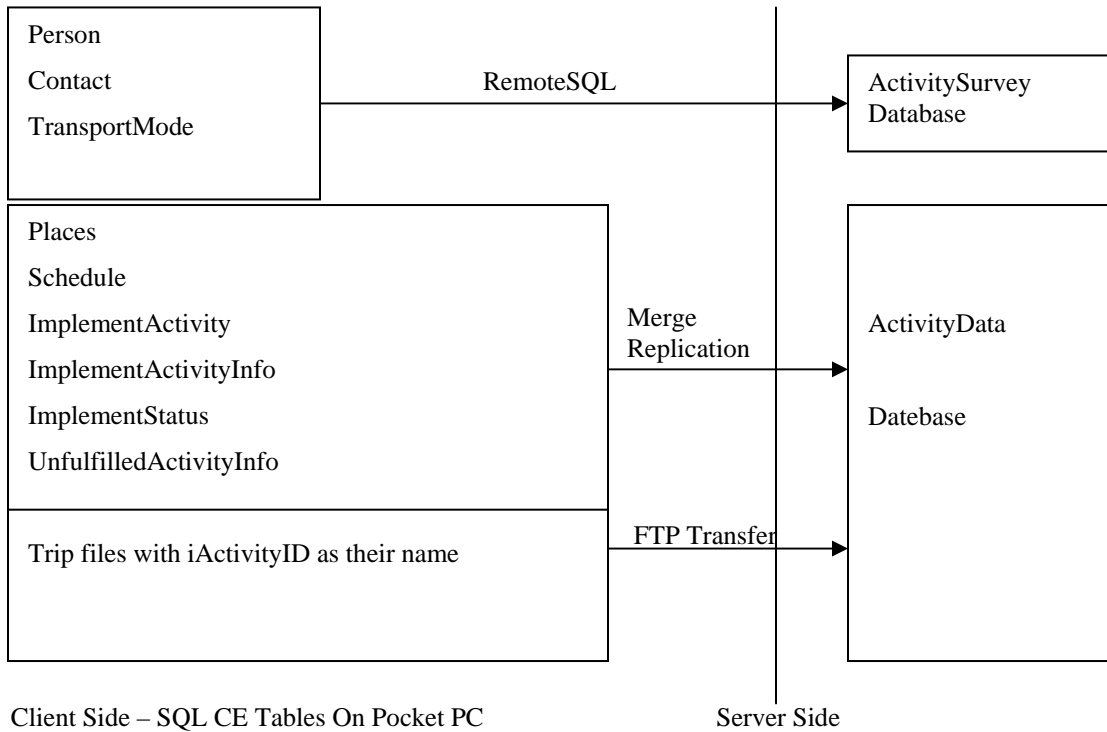 Person
Contact
TransportMode
RemoteSQL
ActivitySurvey
Database
Places
Schedule
ImplementActivity
ImplementActivityInfo
ImplementStatus
UnfulfilledActivityInfo
Merge
Replication
ActivityData
Datebase
Trip files with iActivityID as their name
FTP Transfer
Client Side – SQL CE Tables On Pocket PC
Server Side